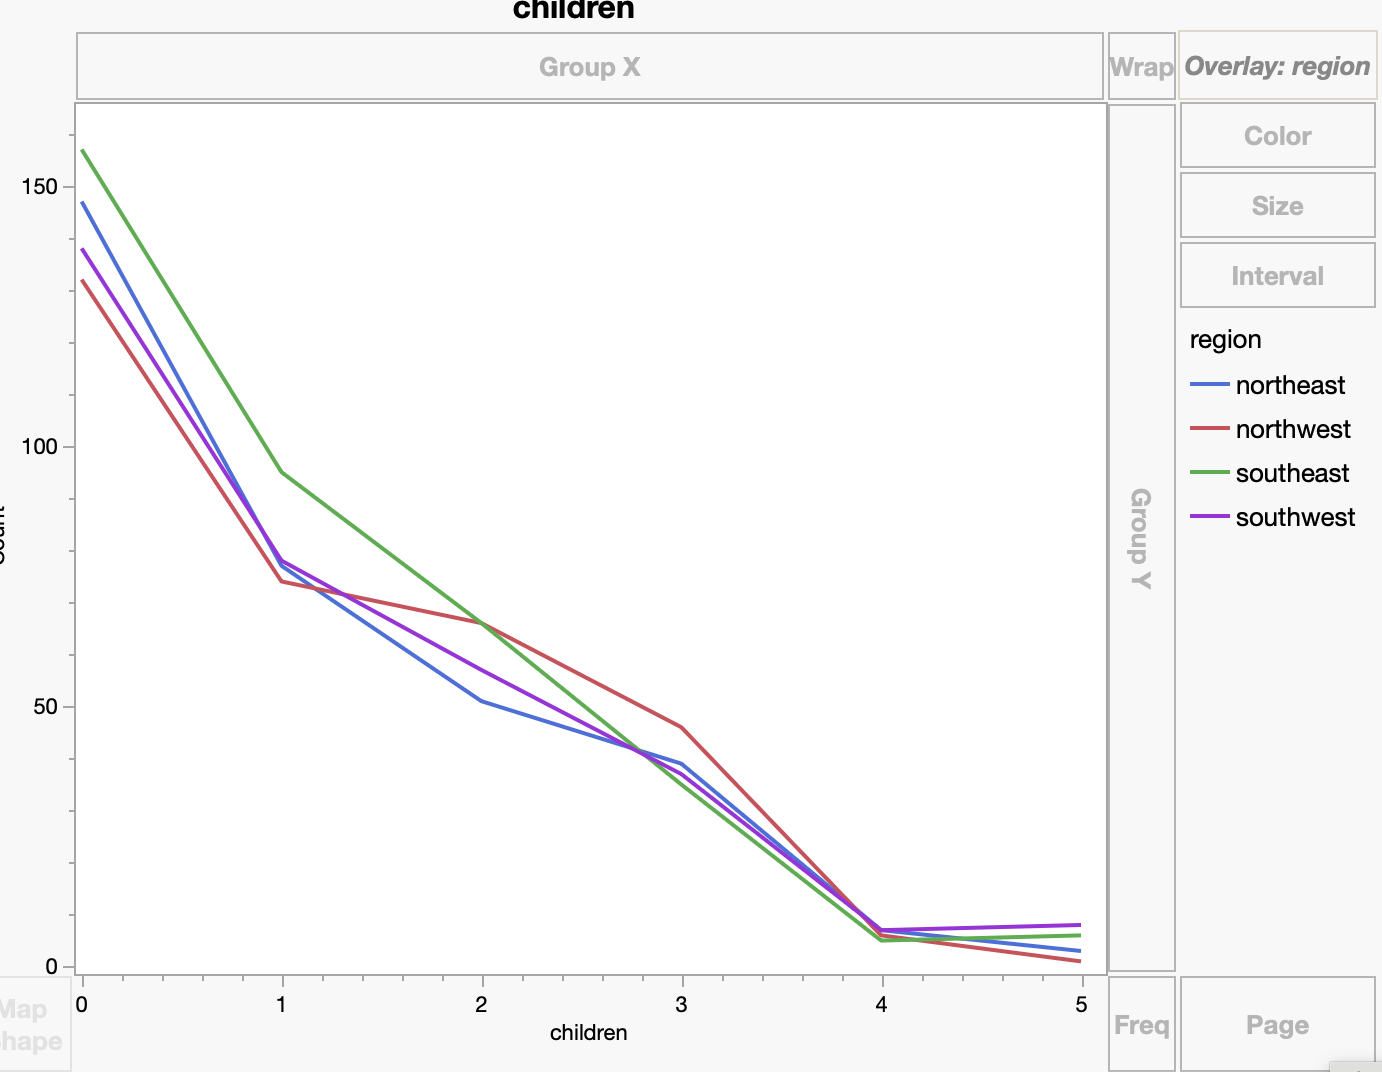 children
Group X
Wrap
Overlay: region
Color
Size
Interval
region
northeast
northwest
southeast
southwest
Group Y
150
100
50
0
0 1 2 3 4 5
children
Map
Freq
Page